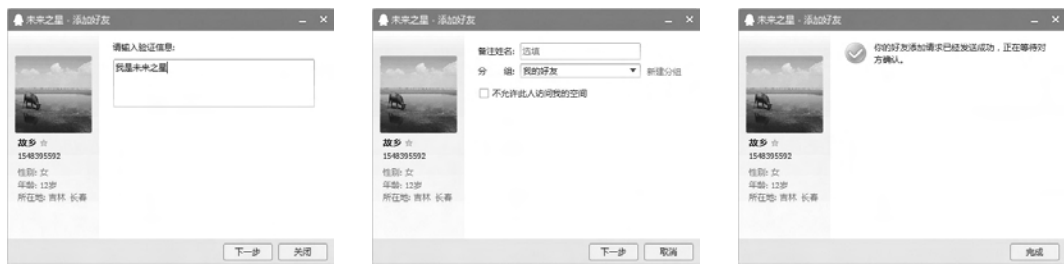 未来之星 - 添加好友
请输入验证信息:
我是未来之星
故乡
1548395592
性别: 女
年龄: 12岁
所在地: 吉林 长春
下一步
关闭
未来之星 - 添加好友
备注姓名: 选填
分 组: 我的好友 新建分组
不允许此人访问我的空间
故乡
1548395592
性别: 女
年龄: 12岁
所在地: 吉林 长春
下一步
取消
未来之星 - 添加好友
你的好友添加请求已经发送成功，正在等待对
方确认。
故乡
1548395592
性别: 女
年龄: 12岁
所在地: 吉林 长春
完成